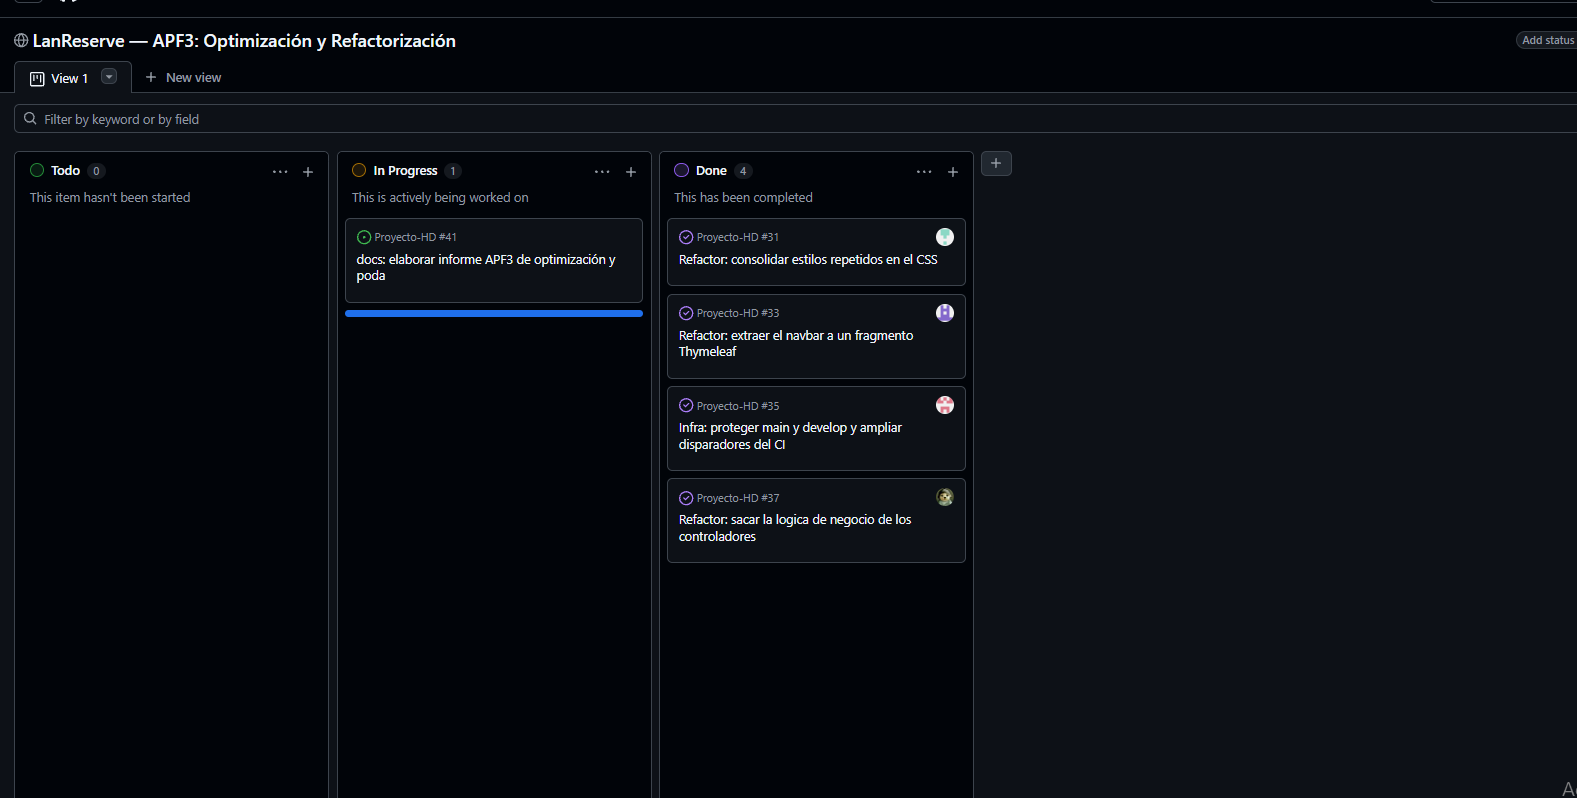 LanReserve — APF3: Optimización y Refactorización
Add status
View 1
New view
Filter by keyword or by field
Todo 0
This item hasn't been started
In Progress 1
This is actively being worked on
Proyecto-HD #41
docs: elaborar informe APF3 de optimización y
poda
Done 4
This has been completed
Proyecto-HD #31
Refactor: consolidar estilos repetidos en el CSS
Proyecto-HD #33
Refactor: extraer el navbar a un fragmento
Thymeleaf
Proyecto-HD #35
Infra: proteger main y develop y ampliar
disparadores del CI
Proyecto-HD #37
Refactor: sacar la logica de negocio de los
controladores